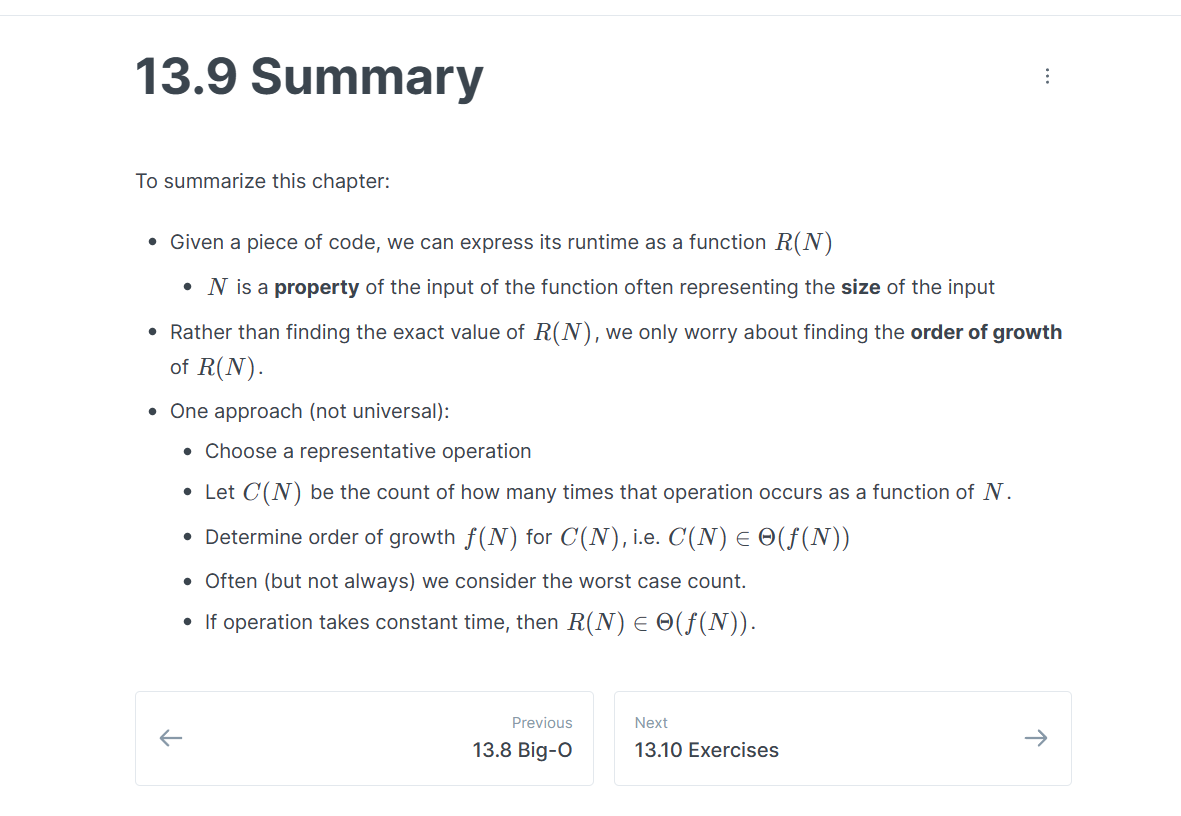 13.9 Summary
To summarize this chapter:
• Given a piece of code, we can express its runtime as a function R(N)
• N is a property of the input of the function often representing the size of the input
• Rather than finding the exact value of R(N), we only worry about finding the order of growth
of R(N).
• One approach (not universal):
• Choose a representative operation
• Let C(N) be the count of how many times that operation occurs as a function of N.
• Determine order of growth f(N) for C(N), i.e. C(N) ∈ Θ(f(N))
• Often (but not always) we consider the worst case count.
• If operation takes constant time, then R(N) ∈ Θ(f(N)).
Previous
13.8 Big-O
Next
13.10 Exercises